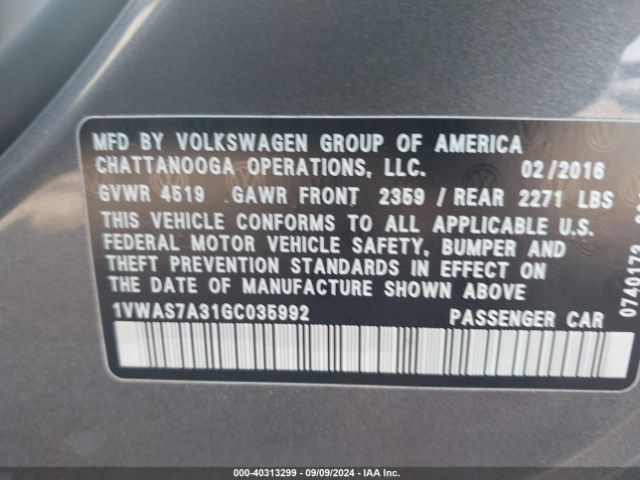 MFD BY VOLKSWAGEN GROUP OF AMERICA
CHATTANOOGA OPERATIONS, LLC. 02/2016
GVWR 4519 GAWR FRONT 2359 / REAR 2271 LBS
THIS VEHICLE CONFORMS TO ALL APPLICABLE U.S.
FEDERAL MOTOR VEHICLE SAFETY, BUMPER AND
THEFT PREVENTION STANDARDS IN EFFECT ON
THE DATE OF MANUFACTURE SHOWN ABOVE
1VWAS7A31GC035992 PASSENGER CAR
0740170
000-40313299 - 09/09/2024 - IAA Inc.